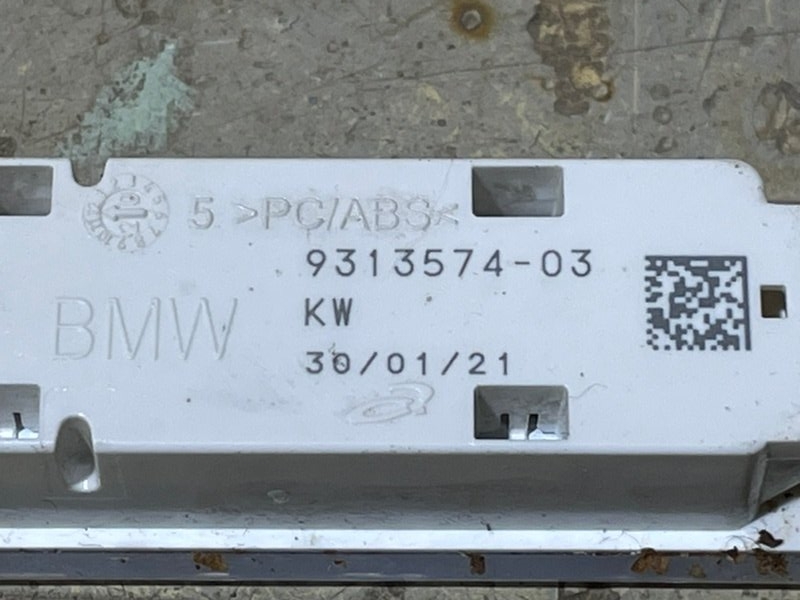 5 >PC/ABS<
9313574-03
BMW
KW
30/01/21